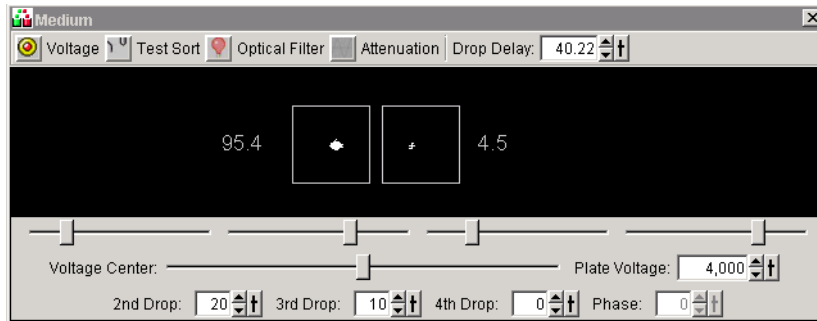 Medium
Voltage Test Sort Optical Filter Attenuation Drop Delay: 40.22
95.4 4.5
Voltage Center: Plate Voltage: 4,000
2nd Drop: 20 3rd Drop: 10 4th Drop: 0 Phase: 0